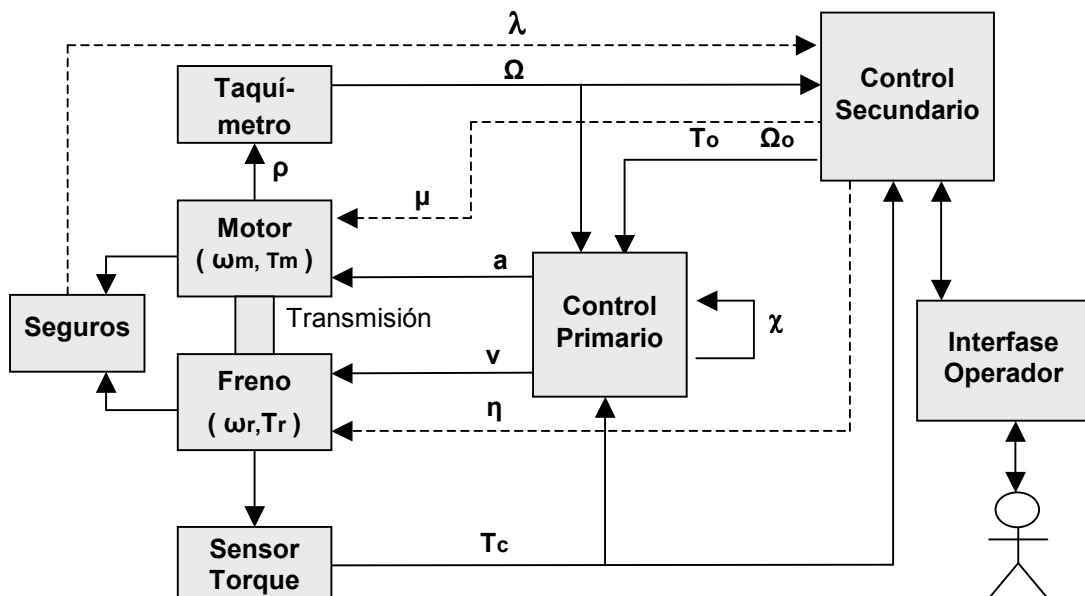 λ
Control
Secundario
Ω
Taquí-
metro
To Ωo
ρ
μ
Motor
( ωm, Tm )
a
Control
Primario
χ
Seguros
Transmisión
Interfase
Operador
v
Freno
( ωr,Tr )
η
Sensor
Torque
Tc